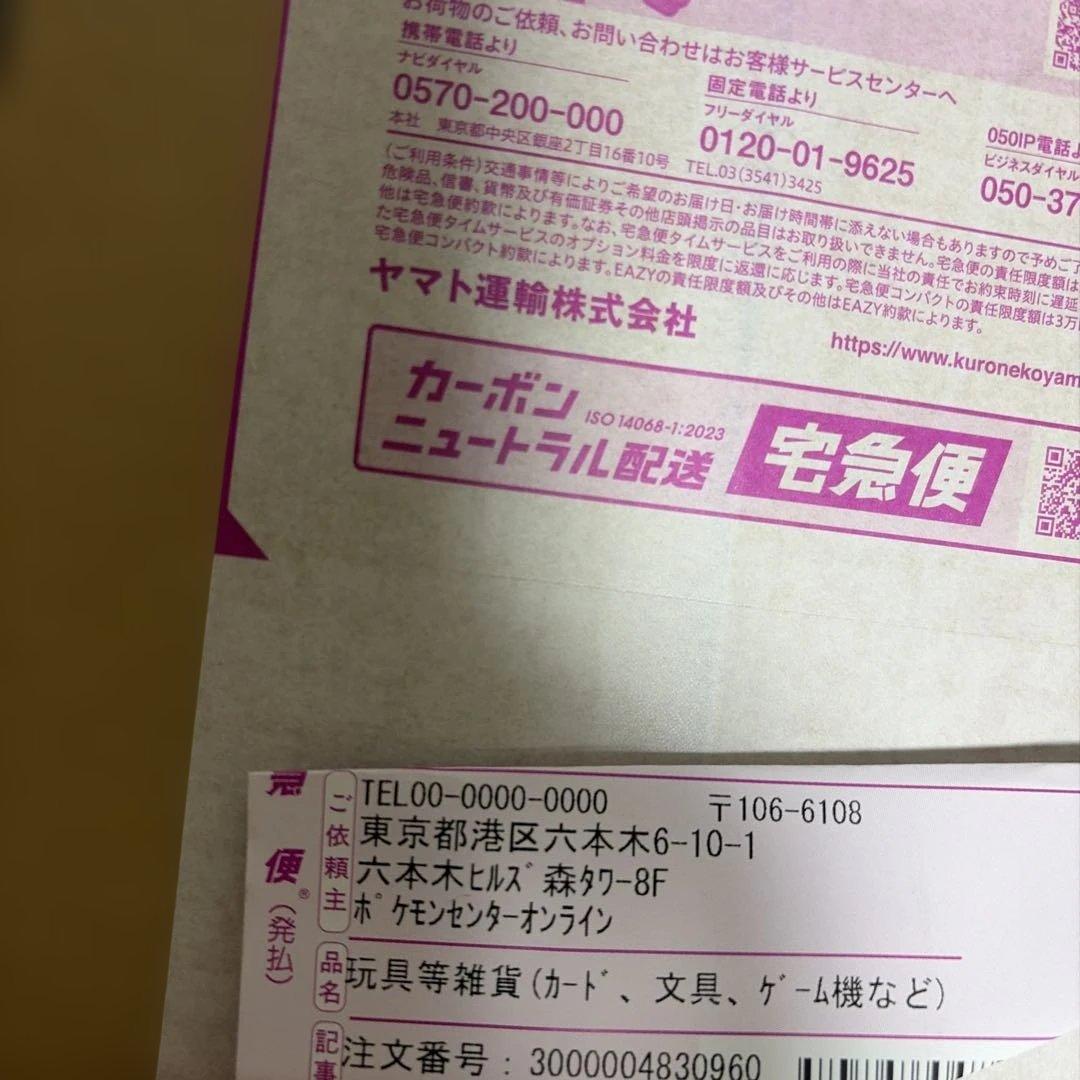 お荷物のご依頼、お問い合わせはお客様サービスセンターへ
携帯電話より
ナビダイヤル
0570-200-000
固定電話より
フリーダイヤル
0120-01-9625
050IP電話よ
ビジネスダイヤル
050-37
本社 東京都中央区銀座2丁目16番10号 TEL.03(3541)3425
(ご利用条件)交通事情等によりご希望のお届け日・お届け時間帯に添えない場合もありますので予めご了
危険品、信書、貨幣及び有価証券その他店頭掲示の品目はお取り扱いできません。宅急便の責任限度額は
他は宅急便約款によります。なお、宅急便タイムサービスをご利用の際に当社の責任でお約束時刻に遅延
た宅急便タイムサービスのオプション料金を限度に返還に応じます。宅急便コンパクトの責任限度額は3万
宅急便コンパクト約款によります。EAZYの責任限度額及びその他はEAZY約款によります。
ヤマト運輸株式会社
https://www.kuronekoyam
カーボン
ニュートラル配送
ISO 14068-1:2023
宅急便
急便®(発払)
ご依頼主
TEL00-0000-0000 〒106-6108
東京都港区六本木6-10-1
六本木ﾋﾙｽﾞ森ﾀﾜｰ8F
ﾎﾟｹﾓﾝｾﾝﾀｰｵﾝﾗｲﾝ
品名
玩具等雑貨(ｶｰﾄﾞ、文具、ｹﾞｰﾑ機など)
記事
注文番号:3000004830960